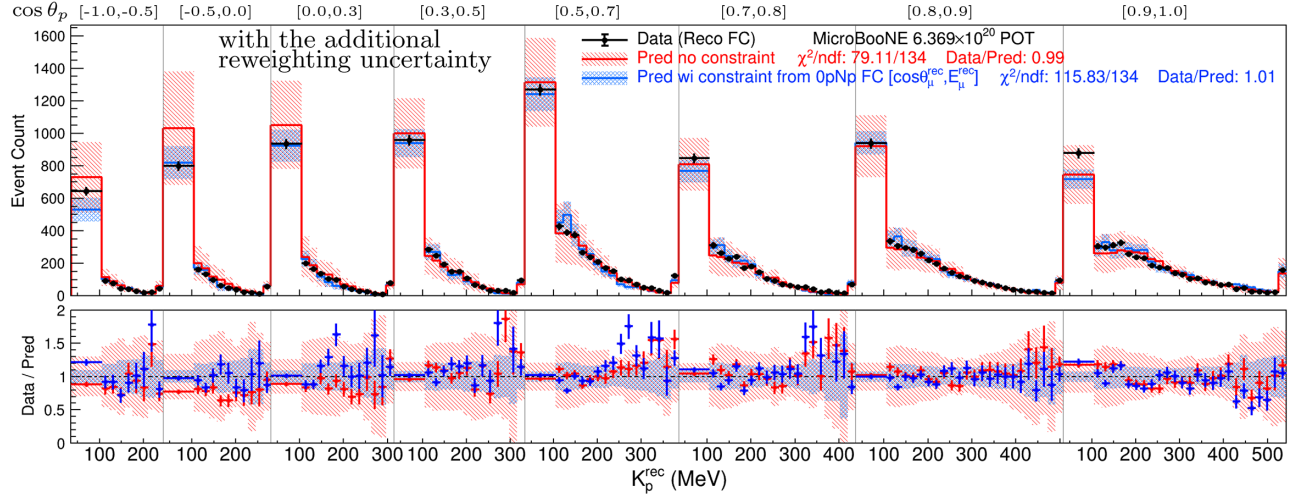 cos θp [-1.0,-0.5] [-0.5,0.0] [0.0,0.3] [0.3,0.5] [0.5,0.7] [0.7,0.8] [0.8,0.9] [0.9,1.0]
with the additional
reweighting uncertainty
Data (Reco FC) MicroBooNE 6.369×10^20 POT
Pred no constraint χ²/ndf: 79.11/134 Data/Pred: 0.99
Pred wi constraint from 0pNp FC [cosθ_μ^rec,E_μ^rec] χ²/ndf: 115.83/134 Data/Pred: 1.01
Event Count
1600
1400
1200
1000
800
600
400
200
0
Data / Pred
2
1.5
1
0.5
0
100 200 100 200 100 200 300 100 200 300 100 200 300 100 200 300 400 100 200 300 400 100 200 300 400 500
K_p^rec (MeV)